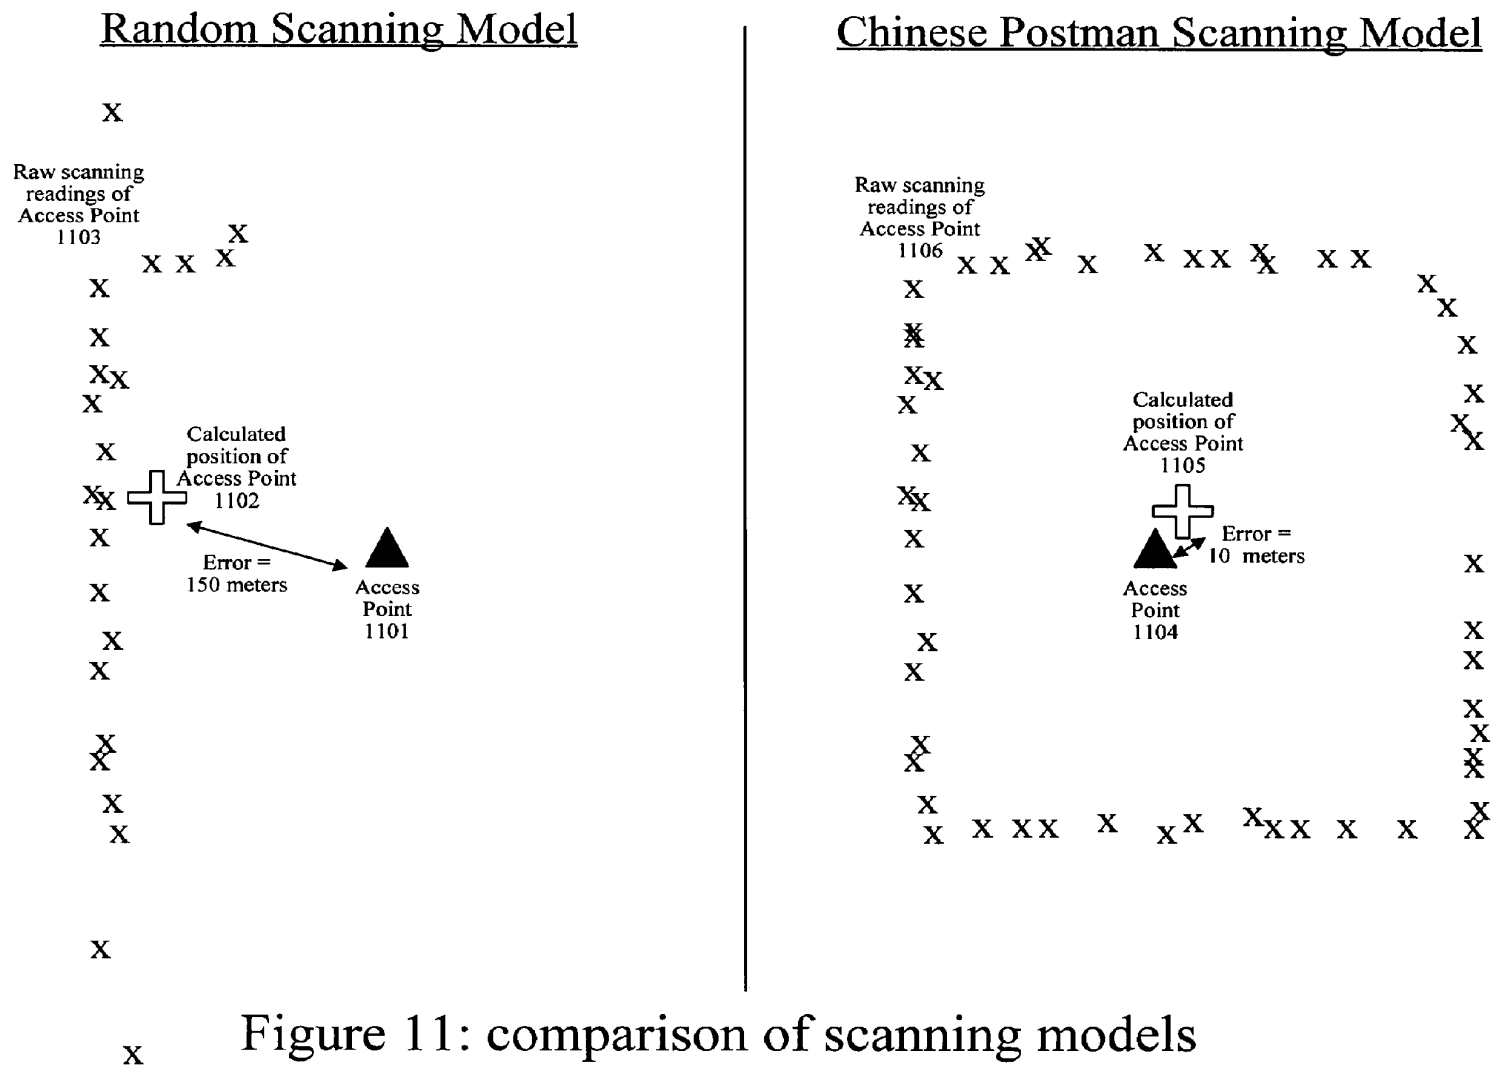 Random Scanning Model
Raw scanning
readings of
Access Point
1103
Calculated
position of
Access Point
1102
Error =
150 meters
Access
Point
1101
Chinese Postman Scanning Model
Raw scanning
readings of
Access Point
1106
Calculated
position of
Access Point
1105
Error =
10 meters
Access
Point
1104
Figure 11: comparison of scanning models